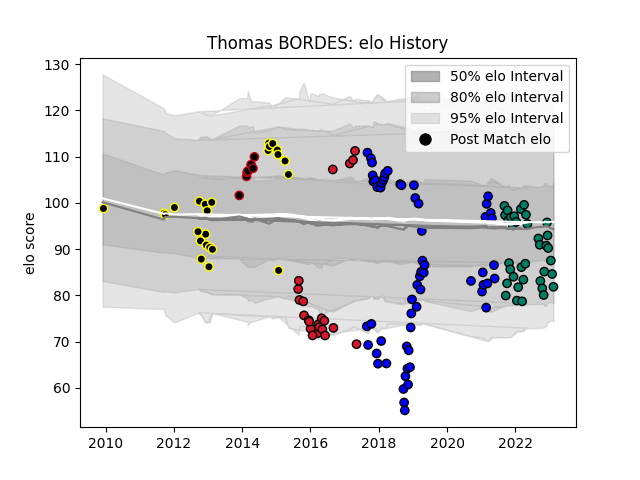 Thomas BORDES: elo History
50% elo Interval
80% elo Interval
95% elo Interval
Post Match elo
elo score
130
120
110
100
90
80
70
60
2010
2012
2014
2016
2018
2020
2022